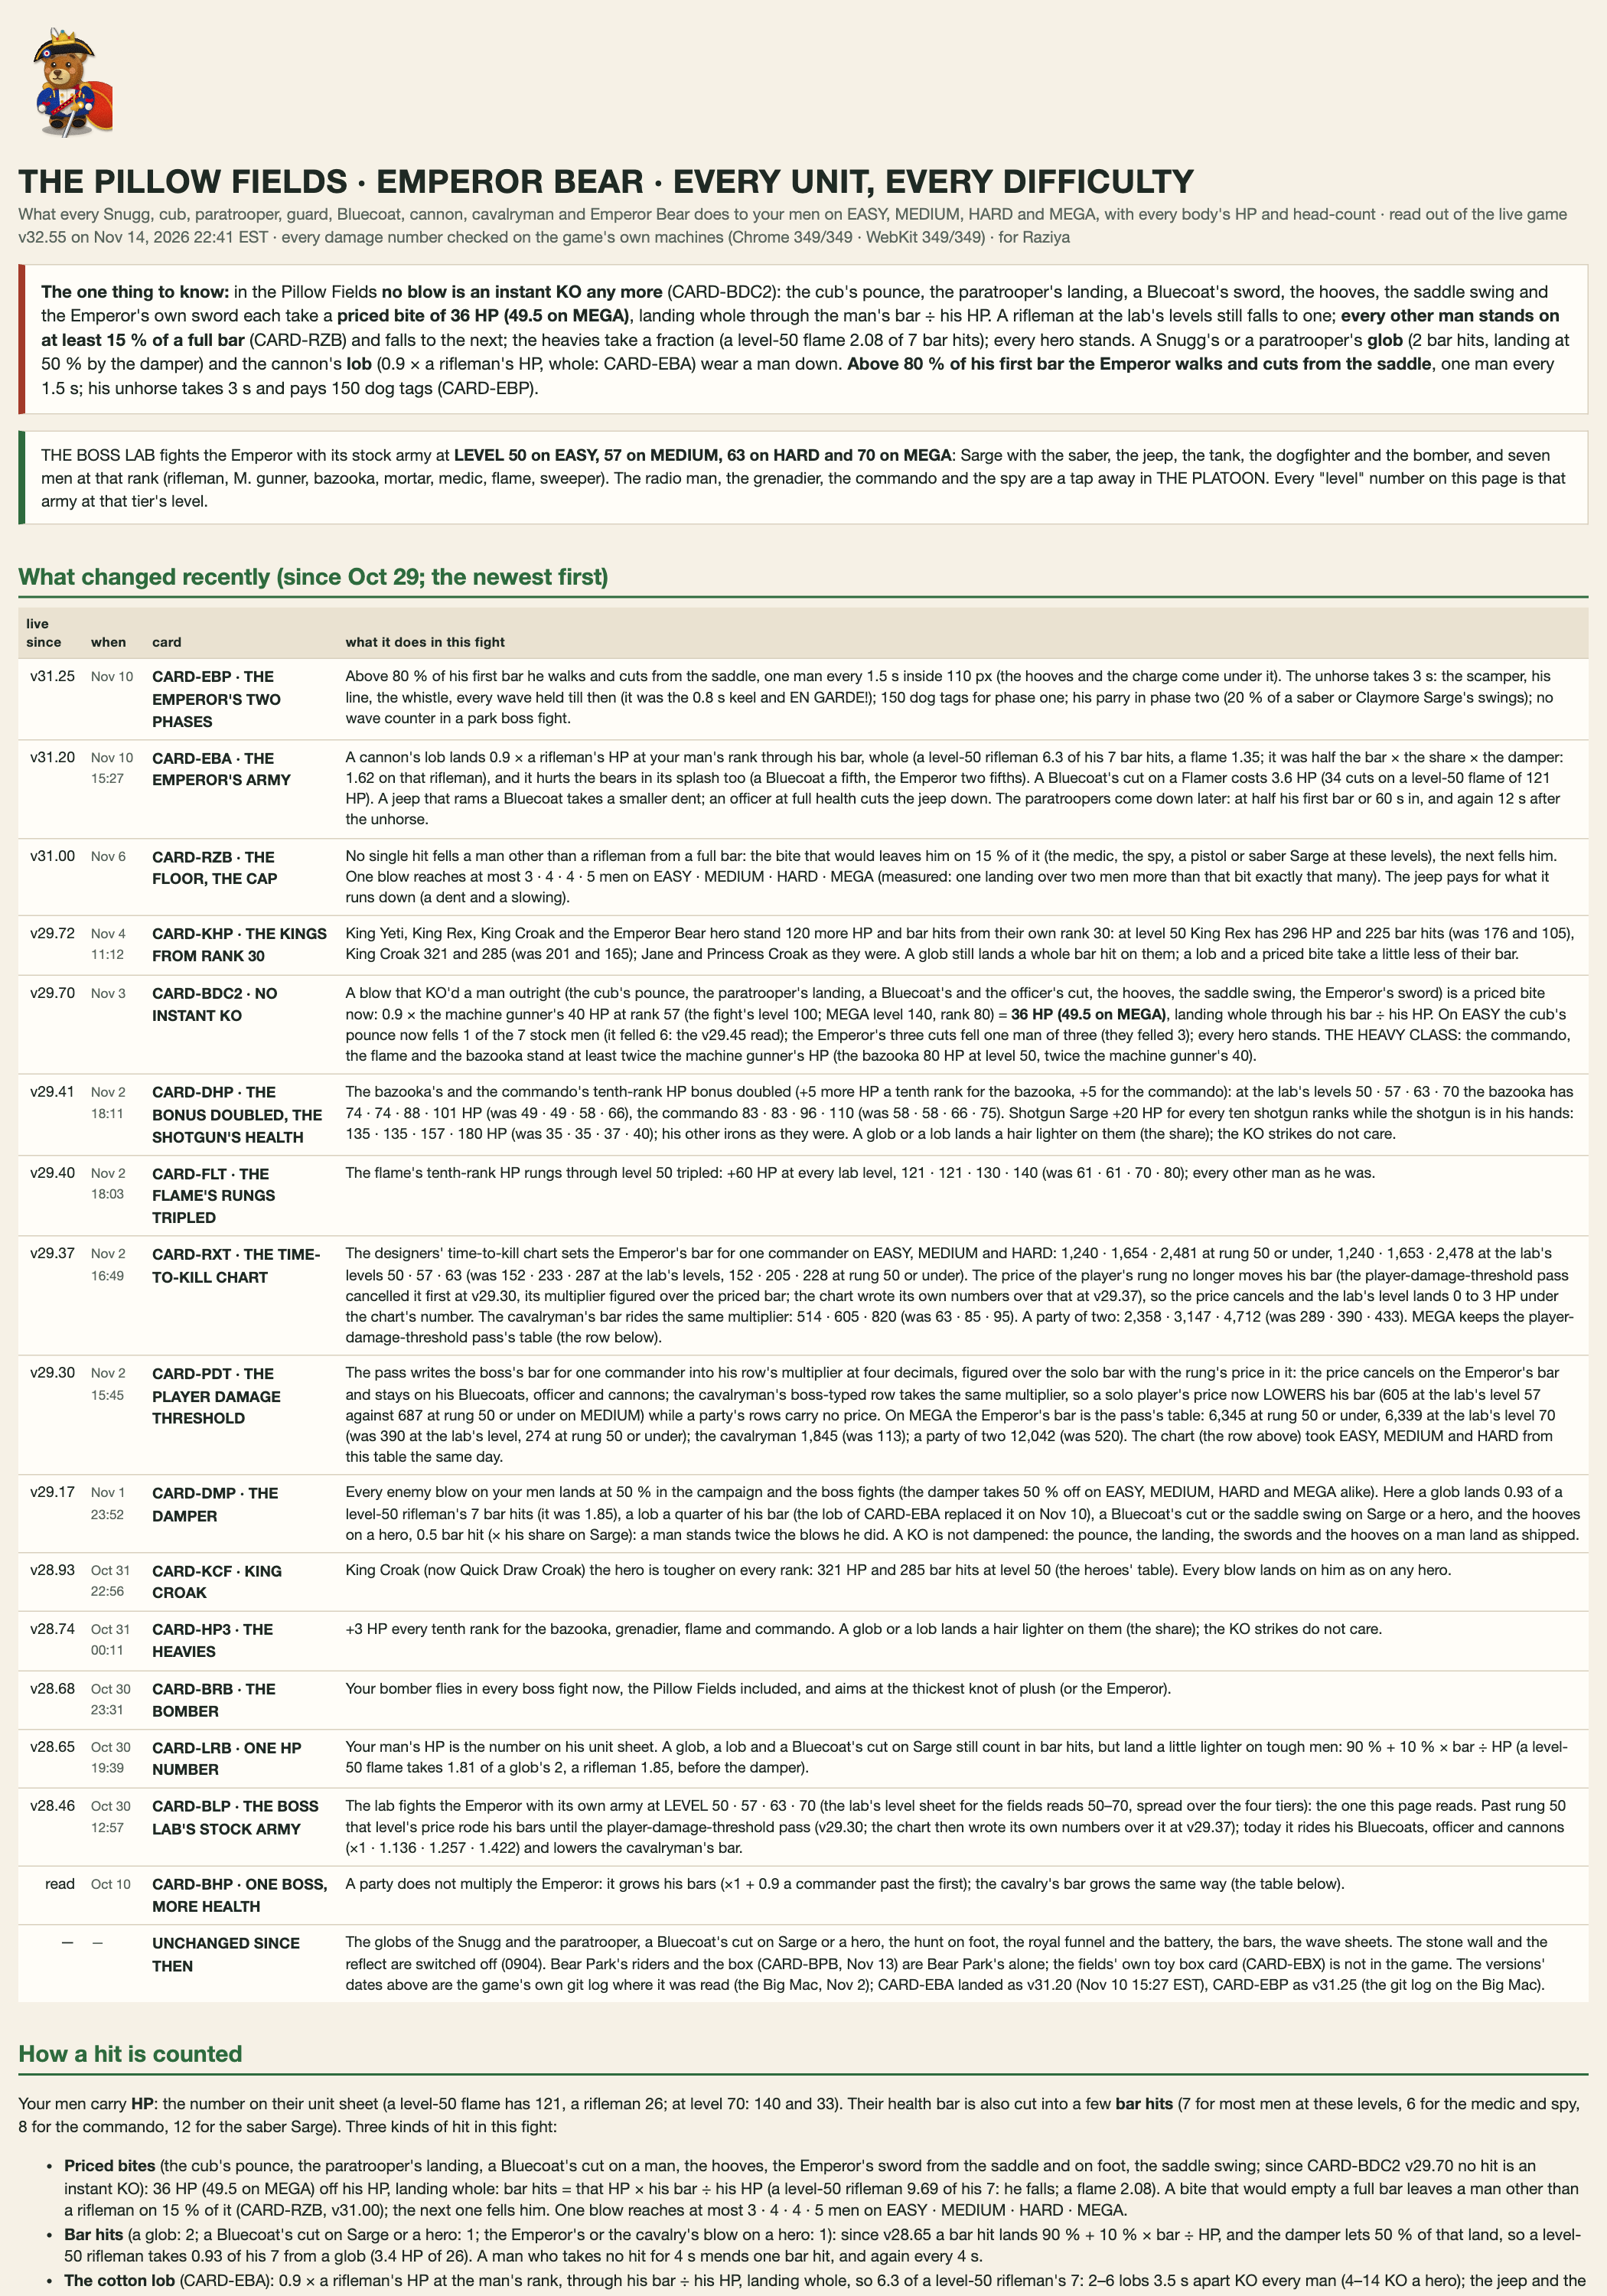 THE PILLOW FIELDS · EMPEROR BEAR · EVERY UNIT, EVERY DIFFICULTY
What every Snugg, cub, paratrooper, guard, Bluecoat, cannon, cavalryman and Emperor Bear does to your men on EASY, MEDIUM, HARD and MEGA, with every body's HP and head-count · read out of the live game
v32.55 on Nov 14, 2026 22:41 EST · every damage number checked on the game's own machines (Chrome 349/349 · WebKit 349/349) · for Raziya
The one thing to know: in the Pillow Fields no blow is an instant KO any more (CARD-BDC2): the cub's pounce, the paratrooper's landing, a Bluecoat's sword, the hooves, the saddle swing and
the Emperor's own sword each take a priced bite of 36 HP (49.5 on MEGA), landing whole through the man's bar ÷ his HP. A rifleman at the lab's levels still falls to one; every other man stands on
at least 15 % of a full bar (CARD-RZB) and falls to the next; the heavies take a fraction (a level-50 flame 2.08 of 7 bar hits); every hero stands. A Snugg's or a paratrooper's glob (2 bar hits, landing at
50 % by the damper) and the cannon's lob (0.9 × a rifleman's HP, whole: CARD-EBA) wear a man down. Above 80 % of his first bar the Emperor walks and cuts from the saddle, one man every
1.5 s; his unhorse takes 3 s and pays 150 dog tags (CARD-EBP).
THE BOSS LAB fights the Emperor with its stock army at LEVEL 50 on EASY, 57 on MEDIUM, 63 on HARD and 70 on MEGA: Sarge with the saber, the jeep, the tank, the dogfighter and the bomber, and seven
men at that rank (rifleman, M. gunner, bazooka, mortar, medic, flame, sweeper). The radio man, the grenadier, the commando and the spy are a tap away in THE PLATOON. Every "level" number on this page is that
army at that tier's level.
What changed recently (since Oct 29; the newest first)
live
since when card what it does in this fight
v31.25 Nov 10 CARD-EBP · THE Above 80 % of his first bar he walks and cuts from the saddle, one man every 1.5 s inside 110 px (the hooves and the charge come under it). The unhorse takes 3 s: the scamper, his
EMPEROR'S TWO line, the whistle, every wave held till then (it was the 0.8 s keel and EN GARDE!); 150 dog tags for phase one; his parry in phase two (20 % of a saber or Claymore Sarge's swings); no
PHASES wave counter in a park boss fight.
v31.20 Nov 10 CARD-EBA · THE A cannon's lob lands 0.9 × a rifleman's HP at your man's rank through his bar, whole (a level-50 rifleman 6.3 of his 7 bar hits, a flame 1.35; it was half the bar × the share × the damper:
15:27 EMPEROR'S ARMY 1.62 on that rifleman), and it hurts the bears in its splash too (a Bluecoat a fifth, the Emperor two fifths). A Bluecoat's cut on a Flamer costs 3.6 HP (34 cuts on a level-50 flame of 121
HP). A jeep that rams a Bluecoat takes a smaller dent; an officer at full health cuts the jeep down. The paratroopers come down later: at half his first bar or 60 s in, and again 12 s after
the unhorse.
v31.00 Nov 6 CARD-RZB · THE No single hit fells a man other than a rifleman from a full bar: the bite that would leaves him on 15 % of it (the medic, the spy, a pistol or saber Sarge at these levels), the next fells him.
FLOOR, THE CAP One blow reaches at most 3 · 4 · 4 · 5 men on EASY · MEDIUM · HARD · MEGA (measured: one landing over two men more than that bit exactly that many). The jeep pays for what it
runs down (a dent and a slowing).
v29.72 Nov 4 CARD-KHP · THE KINGS King Yeti, King Rex, King Croak and the Emperor Bear hero stand 120 more HP and bar hits from their own rank 30: at level 50 King Rex has 296 HP and 225 bar hits (was 176 and 105),
11:12 FROM RANK 30 King Croak 321 and 285 (was 201 and 165); Jane and Princess Croak as they were. A glob still lands a whole bar hit on them; a lob and a priced bite take a little less of their bar.
v29.70 Nov 3 CARD-BDC2 · NO A blow that KO'd a man outright (the cub's pounce, the paratrooper's landing, a Bluecoat's and the officer's cut, the hooves, the saddle swing, the Emperor's sword) is a priced bite
INSTANT KO now: 0.9 × the machine gunner's 40 HP at rank 57 (the fight's level 100; MEGA level 140, rank 80) = 36 HP (49.5 on MEGA), landing whole through his bar ÷ his HP. On EASY the cub's
pounce now fells 1 of the 7 stock men (it felled 6: the v29.45 read); the Emperor's three cuts fell one man of three (they felled 3); every hero stands. THE HEAVY CLASS: the commando,
the flame and the bazooka stand at least twice the machine gunner's HP (the bazooka 80 HP at level 50, twice the machine gunner's 40).
v29.41 Nov 2 CARD-DHP · THE The bazooka's and the commando's tenth-rank HP bonus doubled (+5 more HP a tenth rank for the bazooka, +5 for the commando): at the lab's levels 50 · 57 · 63 · 70 the bazooka has
18:11 BONUS DOUBLED, THE 74 · 74 · 88 · 101 HP (was 49 · 49 · 58 · 66), the commando 83 · 83 · 96 · 110 (was 58 · 58 · 66 · 75). Shotgun Sarge +20 HP for every ten shotgun ranks while the shotgun is in his hands:
SHOTGUN'S HEALTH 135 · 135 · 157 · 180 HP (was 35 · 35 · 37 · 40); his other irons as they were. A glob or a lob lands a hair lighter on them (the share); the KO strikes do not care.
v29.40 Nov 2 CARD-FLT · THE The flame's tenth-rank HP rungs through level 50 tripled: +60 HP at every lab level, 121 · 121 · 130 · 140 (was 61 · 61 · 70 · 80); every other man as he was.
18:03 FLAME'S RUNGS
TRIPLED
v29.37 Nov 2 CARD-RXT · THE TIME- The designers' time-to-kill chart sets the Emperor's bar for one commander on EASY, MEDIUM and HARD: 1,240 · 1,654 · 2,481 at rung 50 or under, 1,240 · 1,653 · 2,478 at the lab's
16:49 TO-KILL CHART levels 50 · 57 · 63 (was 152 · 233 · 287 at the lab's levels, 152 · 205 · 228 at rung 50 or under). The price of the player's rung no longer moves his bar (the player-damage-threshold pass
cancelled it first at v29.30, its multiplier figured over the priced bar; the chart wrote its own numbers over that at v29.37), so the price cancels and the lab's level lands 0 to 3 HP under
the chart's number. The cavalryman's bar rides the same multiplier: 514 · 605 · 820 (was 63 · 85 · 95). A party of two: 2,358 · 3,147 · 4,712 (was 289 · 390 · 433). MEGA keeps the player-
damage-threshold pass's table (the row below).
v29.30 Nov 2 CARD-PDT · THE The pass writes the boss's bar for one commander into his row's multiplier at four decimals, figured over the solo bar with the rung's price in it: the price cancels on the Emperor's bar
15:45 PLAYER DAMAGE and stays on his Bluecoats, officer and cannons; the cavalryman's boss-typed row takes the same multiplier, so a solo player's price now LOWERS his bar (605 at the lab's level 57
THRESHOLD against 687 at rung 50 or under on MEDIUM) while a party's rows carry no price. On MEGA the Emperor's bar is the pass's table: 6,345 at rung 50 or under, 6,339 at the lab's level 70
(was 390 at the lab's level, 274 at rung 50 or under); the cavalryman 1,845 (was 113); a party of two 12,042 (was 520). The chart (the row above) took EASY, MEDIUM and HARD from
this table the same day.
v29.17 Nov 1 CARD-DMP · THE Every enemy blow on your men lands at 50 % in the campaign and the boss fights (the damper takes 50 % off on EASY, MEDIUM, HARD and MEGA alike). Here a glob lands 0.93 of a
23:52 DAMPER level-50 rifleman's 7 bar hits (it was 1.85), a lob a quarter of his bar (the lob of CARD-EBA replaced it on Nov 10), a Bluecoat's cut or the saddle swing on Sarge or a hero, and the hooves
on a hero, 0.5 bar hit (× his share on Sarge): a man stands twice the blows he did. A KO is not dampened: the pounce, the landing, the swords and the hooves on a man land as shipped.
v28.93 Oct 31 CARD-KCF · KING King Croak (now Quick Draw Croak) the hero is tougher on every rank: 321 HP and 285 bar hits at level 50 (the heroes' table). Every blow lands on him as on any hero.
22:56 CROAK
v28.74 Oct 31 CARD-HP3 · THE +3 HP every tenth rank for the bazooka, grenadier, flame and commando. A glob or a lob lands a hair lighter on them (the share); the KO strikes do not care.
00:11 HEAVIES
v28.68 Oct 30 CARD-BRB · THE Your bomber flies in every boss fight now, the Pillow Fields included, and aims at the thickest knot of plush (or the Emperor).
23:31 BOMBER
v28.65 Oct 30 CARD-LRB · ONE HP Your man's HP is the number on his unit sheet. A glob, a lob and a Bluecoat's cut on Sarge still count in bar hits, but land a little lighter on tough men: 90 % + 10 % × bar ÷ HP (a level-
19:39 NUMBER 50 flame takes 1.81 of a glob's 2, a rifleman 1.85, before the damper).
v28.46 Oct 30 CARD-BLP · THE BOSS The lab fights the Emperor with its own army at LEVEL 50 · 57 · 63 · 70 (the lab's level sheet for the fields reads 50–70, spread over the four tiers): the one this page reads. Past rung 50
12:57 LAB'S STOCK ARMY that level's price rode his bars until the player-damage-threshold pass (v29.30; the chart then wrote its own numbers over it at v29.37); today it rides his Bluecoats, officer and cannons
(×1 · 1.136 · 1.257 · 1.422) and lowers the cavalryman's bar.
read Oct 10 CARD-BHP · ONE BOSS, A party does not multiply the Emperor: it grows his bars (×1 + 0.9 a commander past the first); the cavalry's bar grows the same way (the table below).
MORE HEALTH
— — UNCHANGED SINCE The globs of the Snugg and the paratrooper, a Bluecoat's cut on Sarge or a hero, the hunt on foot, the royal funnel and the battery, the bars, the wave sheets. The stone wall and the
THEN reflect are switched off (0904). Bear Park's riders and the box (CARD-BPB, Nov 13) are Bear Park's alone; the fields' own toy box card (CARD-EBX) is not in the game. The versions'
dates above are the game's own git log where it was read (the Big Mac, Nov 2); CARD-EBA landed as v31.20 (Nov 10 15:27 EST), CARD-EBP as v31.25 (the git log on the Big Mac).
How a hit is counted
Your men carry HP: the number on their unit sheet (a level-50 flame has 121, a rifleman 26; at level 70: 140 and 33). Their health bar is also cut into a few bar hits (7 for most men at these levels, 6 for the medic and spy,
8 for the commando, 12 for the saber Sarge). Three kinds of hit in this fight:
• Priced bites (the cub's pounce, the paratrooper's landing, a Bluecoat's cut on a man, the hooves, the Emperor's sword from the saddle and on foot, the saddle swing; since CARD-BDC2 v29.70 no hit is an
instant KO): 36 HP (49.5 on MEGA) off his HP, landing whole: bar hits = that HP × his bar ÷ his HP (a level-50 rifleman 9.69 of his 7: he falls; a flame 2.08). A bite that would empty a full bar leaves a man other than
a rifleman on 15 % of it (CARD-RZB, v31.00); the next one fells him. One blow reaches at most 3 · 4 · 4 · 5 men on EASY · MEDIUM · HARD · MEGA.
• Bar hits (a glob: 2; a Bluecoat's cut on Sarge or a hero: 1; the Emperor's or the cavalry's blow on a hero: 1): since v28.65 a bar hit lands 90 % + 10 % × bar ÷ HP, and the damper lets 50 % of that land, so a level-
50 rifleman takes 0.93 of his 7 from a glob (3.4 HP of 26). A man who takes no hit for 4 s mends one bar hit, and again every 4 s.
• The cotton lob (CARD-EBA): 0.9 × a rifleman's HP at the man's rank, through his bar ÷ his HP, landing whole, so 6.3 of a level-50 rifleman's 7: 2–6 lobs 3.5 s apart KO every man (4–14 KO a hero); the jeep and the